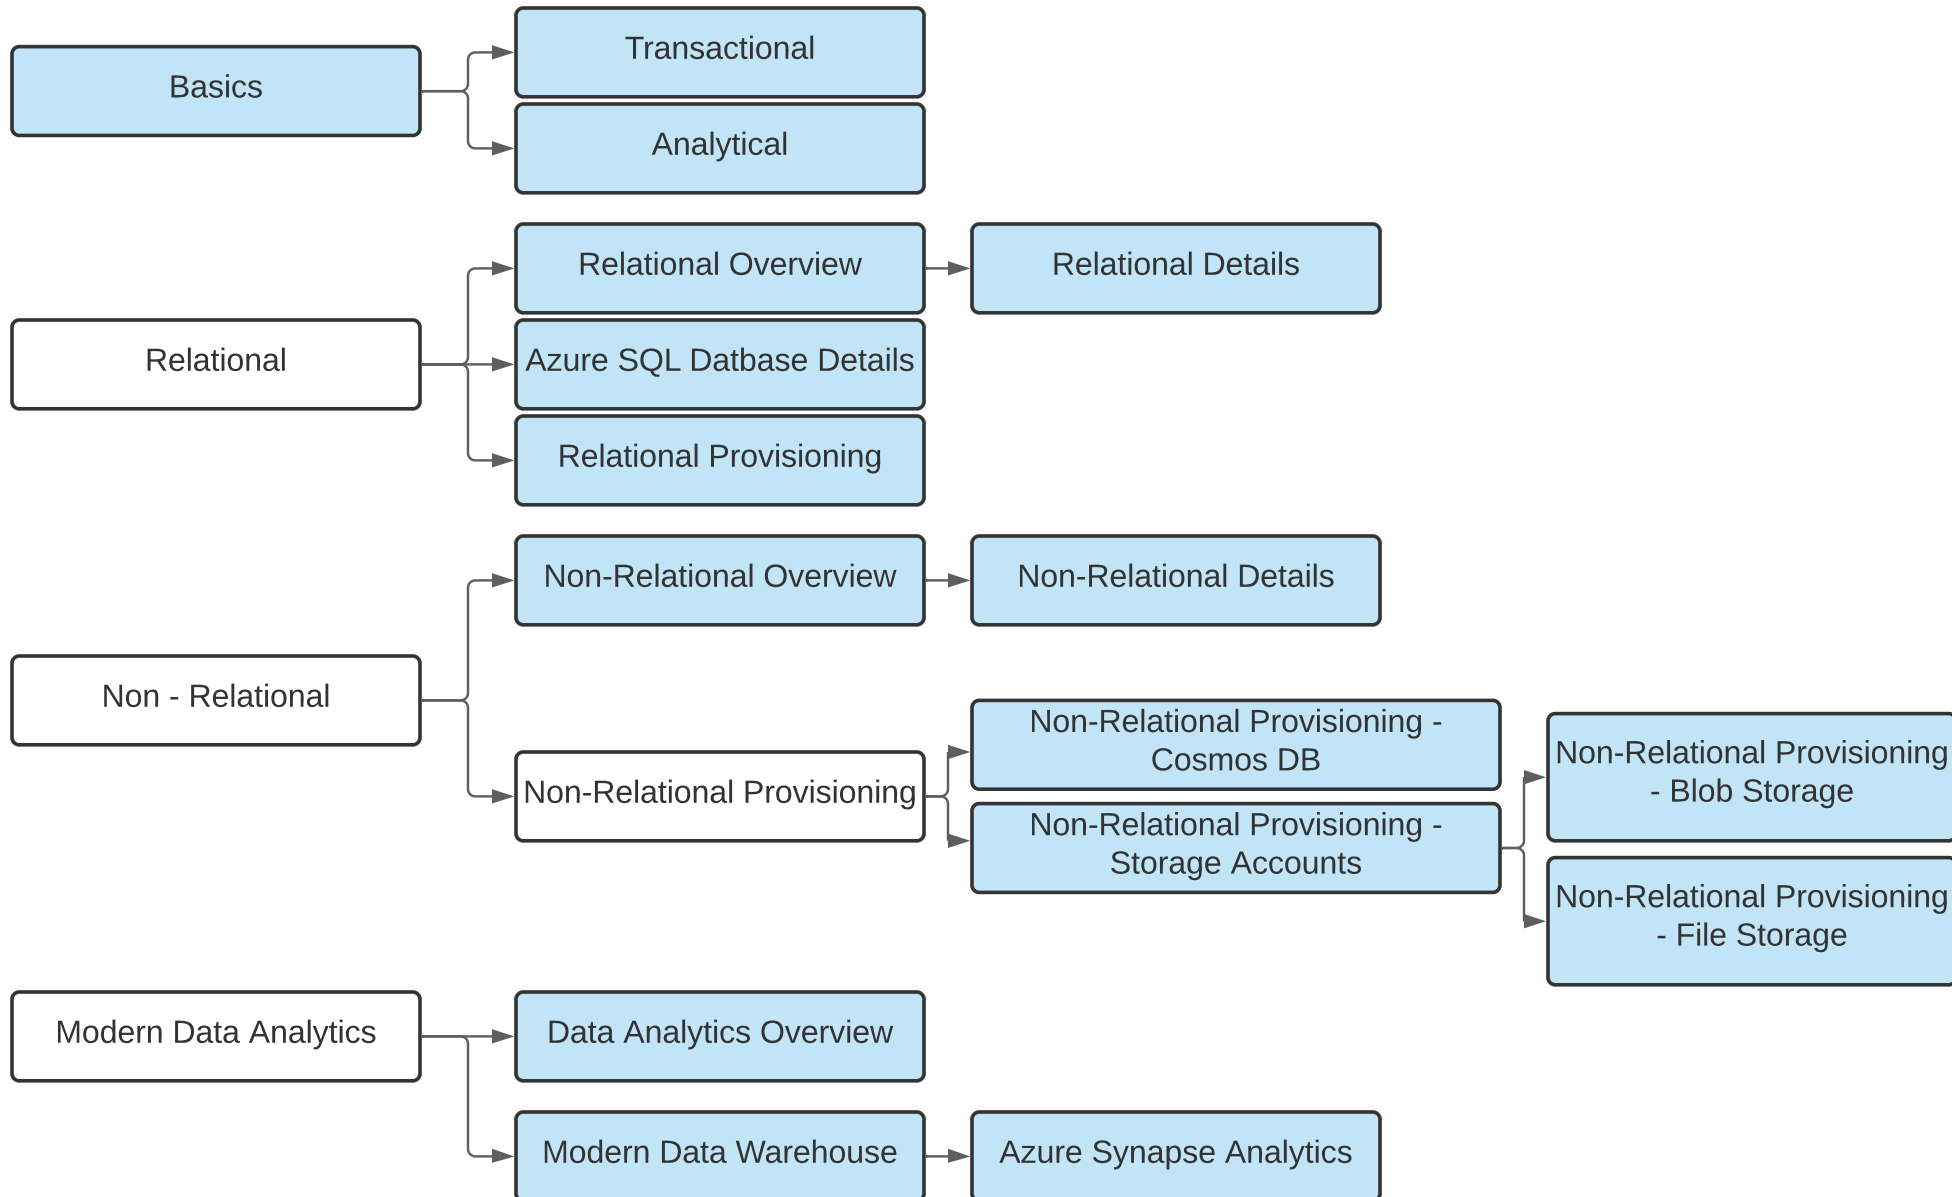 Basics
Transactional
Analytical
Relational
Relational Overview
Relational Details
Azure SQL Datbase Details
Relational Provisioning
Non - Relational
Non-Relational Overview
Non-Relational Details
Non-Relational Provisioning
Non-Relational Provisioning -
Cosmos DB
Non-Relational Provisioning -
Storage Accounts
Non-Relational Provisioning
- Blob Storage
Non-Relational Provisioning
- File Storage
Modern Data Analytics
Data Analytics Overview
Modern Data Warehouse
Azure Synapse Analytics